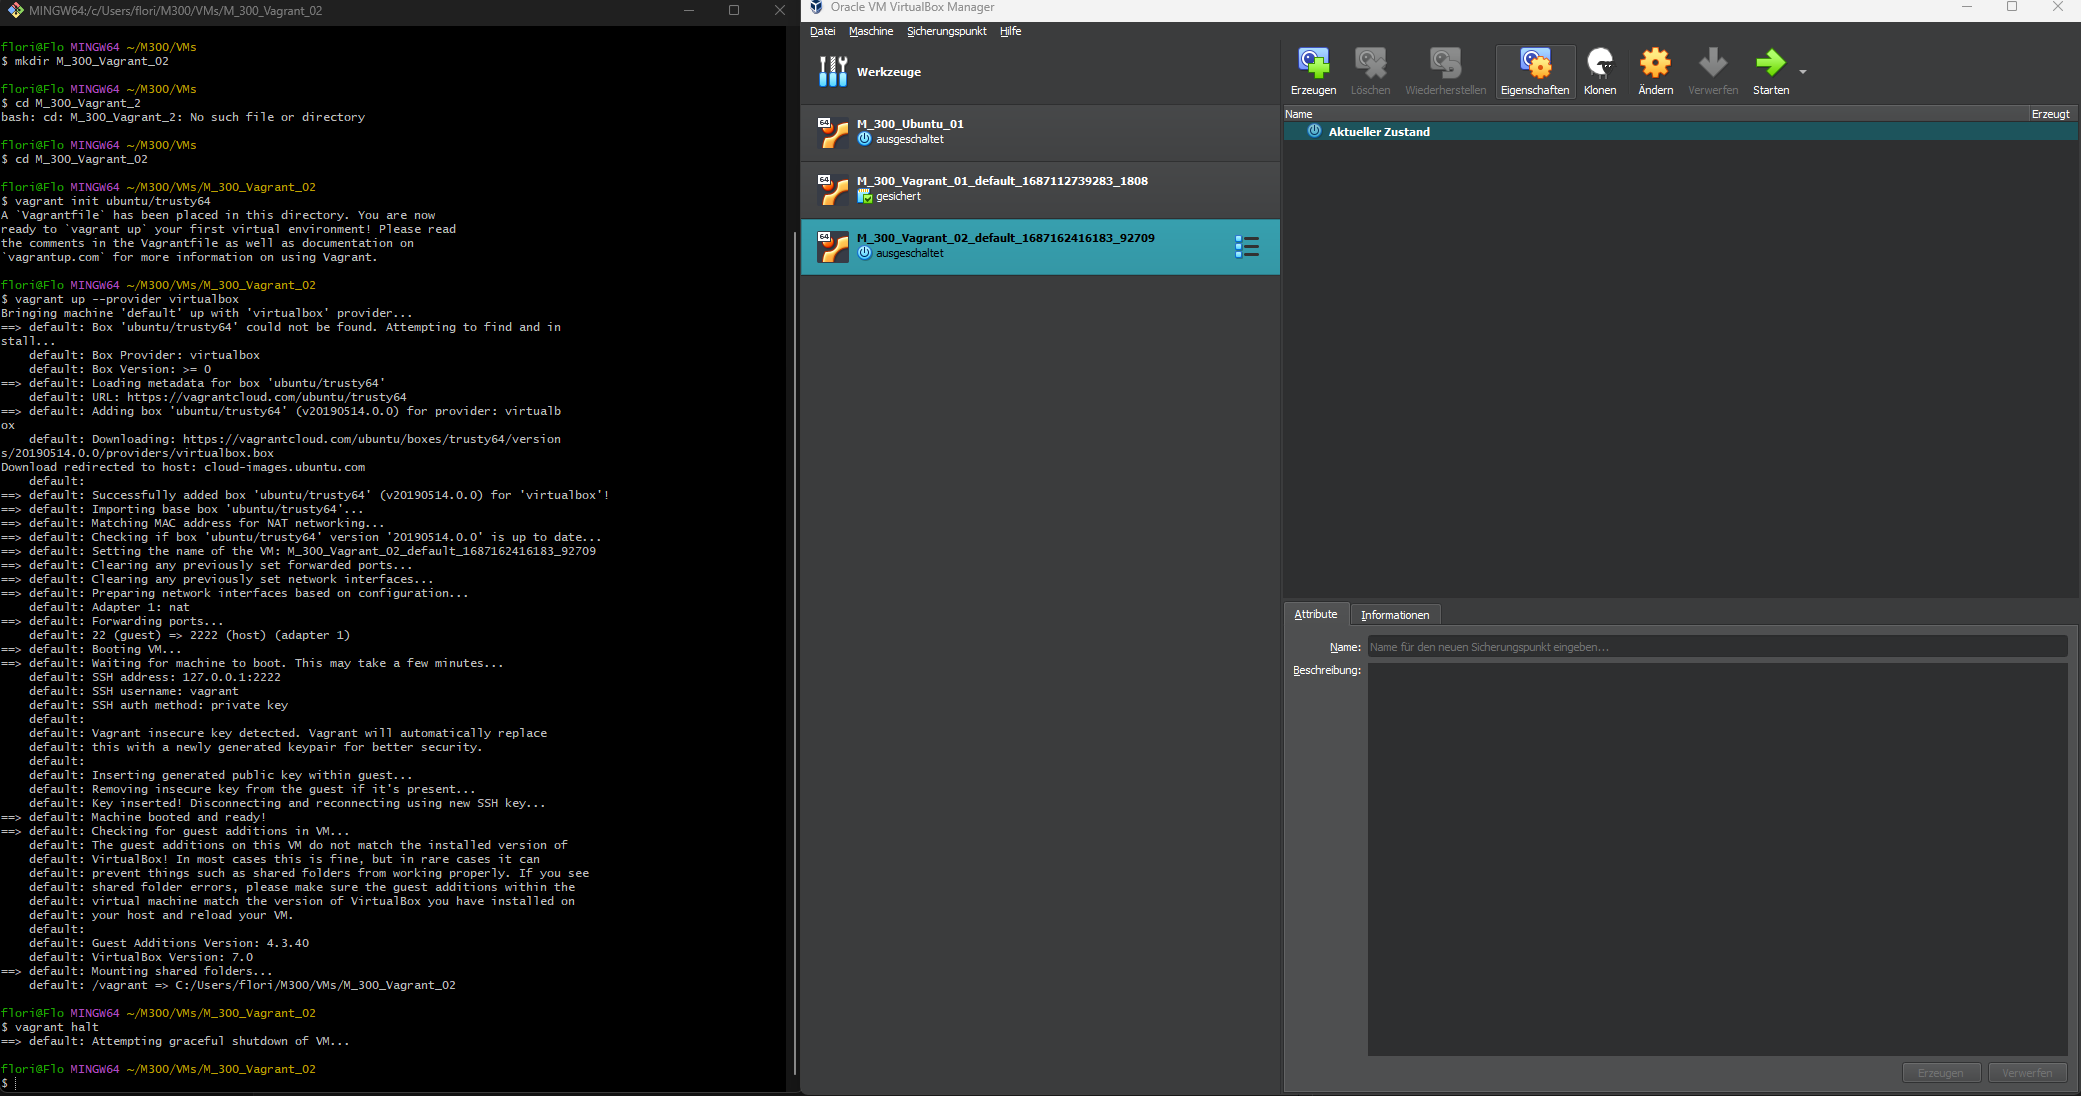 MINGW64:/c/Users/flori/M300/VMs/M_300_Vagrant_02
flori@Flo MINGW64 ~/M300/VMs
$ mkdir M_300_Vagrant_02
flori@Flo MINGW64 ~/M300/VMs
$ cd M_300_Vagrant_2
bash: cd: M_300_Vagrant_2: No such file or directory
flori@Flo MINGW64 ~/M300/VMs
$ cd M_300_Vagrant_02
flori@Flo MINGW64 ~/M300/VMs/M_300_Vagrant_02
$ vagrant init ubuntu/trusty64
A `Vagrantfile` has been placed in this directory. You are now
ready to `vagrant up` your first virtual environment! Please read
the comments in the Vagrantfile as well as documentation on
`vagrantup.com` for more information on using Vagrant.
flori@Flo MINGW64 ~/M300/VMs/M_300_Vagrant_02
$ vagrant up --provider virtualbox
Bringing machine 'default' up with 'virtualbox' provider...
==> default: Box 'ubuntu/trusty64' could not be found. Attempting to find and in
stall...
default: Box Provider: virtualbox
default: Box Version: >= 0
==> default: Loading metadata for box 'ubuntu/trusty64'
default: URL: https://vagrantcloud.com/ubuntu/trusty64
==> default: Adding box 'ubuntu/trusty64' (v20190514.0.0) for provider: virtualb
ox
default: Downloading: https://vagrantcloud.com/ubuntu/boxes/trusty64/version
s/20190514.0.0/providers/virtualbox.box
Download redirected to host: cloud-images.ubuntu.com
default:
==> default: Successfully added box 'ubuntu/trusty64' (v20190514.0.0) for 'virtualbox'!
==> default: Importing base box 'ubuntu/trusty64'...
==> default: Matching MAC address for NAT networking...
==> default: Checking if box 'ubuntu/trusty64' version '20190514.0.0' is up to date...
==> default: Setting the name of the VM: M_300_Vagrant_02_default_1687162416183_92709
==> default: Clearing any previously set forwarded ports...
==> default: Clearing any previously set network interfaces...
==> default: Preparing network interfaces based on configuration...
default: Adapter 1: nat
==> default: Forwarding ports...
default: 22 (guest) => 2222 (host) (adapter 1)
==> default: Booting VM...
==> default: Waiting for machine to boot. This may take a few minutes...
default: SSH address: 127.0.0.1:2222
default: SSH username: vagrant
default: SSH auth method: private key
default:
default: Vagrant insecure key detected. Vagrant will automatically replace
default: this with a newly generated keypair for better security.
default:
default: Inserting generated public key within guest...
default: Removing insecure key from the guest if it's present...
default: Key inserted! Disconnecting and reconnecting using new SSH key...
==> default: Machine booted and ready!
==> default: Checking for guest additions in VM...
default: The guest additions on this VM do not match the installed version of
default: VirtualBox! In most cases this is fine, but in rare cases it can
default: prevent things such as shared folders from working properly. If you see
default: shared folder errors, please make sure the guest additions within the
default: virtual machine match the version of VirtualBox you have installed on
default: your host and reload your VM.
default:
default: Guest Additions Version: 4.3.40
default: VirtualBox Version: 7.0
==> default: Mounting shared folders...
default: /vagrant => C:/Users/flori/M300/VMs/M_300_Vagrant_02
flori@Flo MINGW64 ~/M300/VMs/M_300_Vagrant_02
$ vagrant halt
==> default: Attempting graceful shutdown of VM...
flori@Flo MINGW64 ~/M300/VMs/M_300_Vagrant_02
$
Oracle VM VirtualBox Manager
Datei Maschine Sicherungspunkt Hilfe
Werkzeuge
64 M_300_Ubuntu_01
ausgeschaltet
64 M_300_Vagrant_01_default_1687112739283_1808
gesichert
64 M_300_Vagrant_02_default_1687162416183_92709
ausgeschaltet
Erzeugen Löschen Wiederherstellen Eigenschaften Klonen Ändern Verwerfen Starten
Name Erzeugt
Aktueller Zustand
Attribute Informationen
Name: Name für den neuen Sicherungspunkt eingeben...
Beschreibung:
Erzeugen Verwerfen